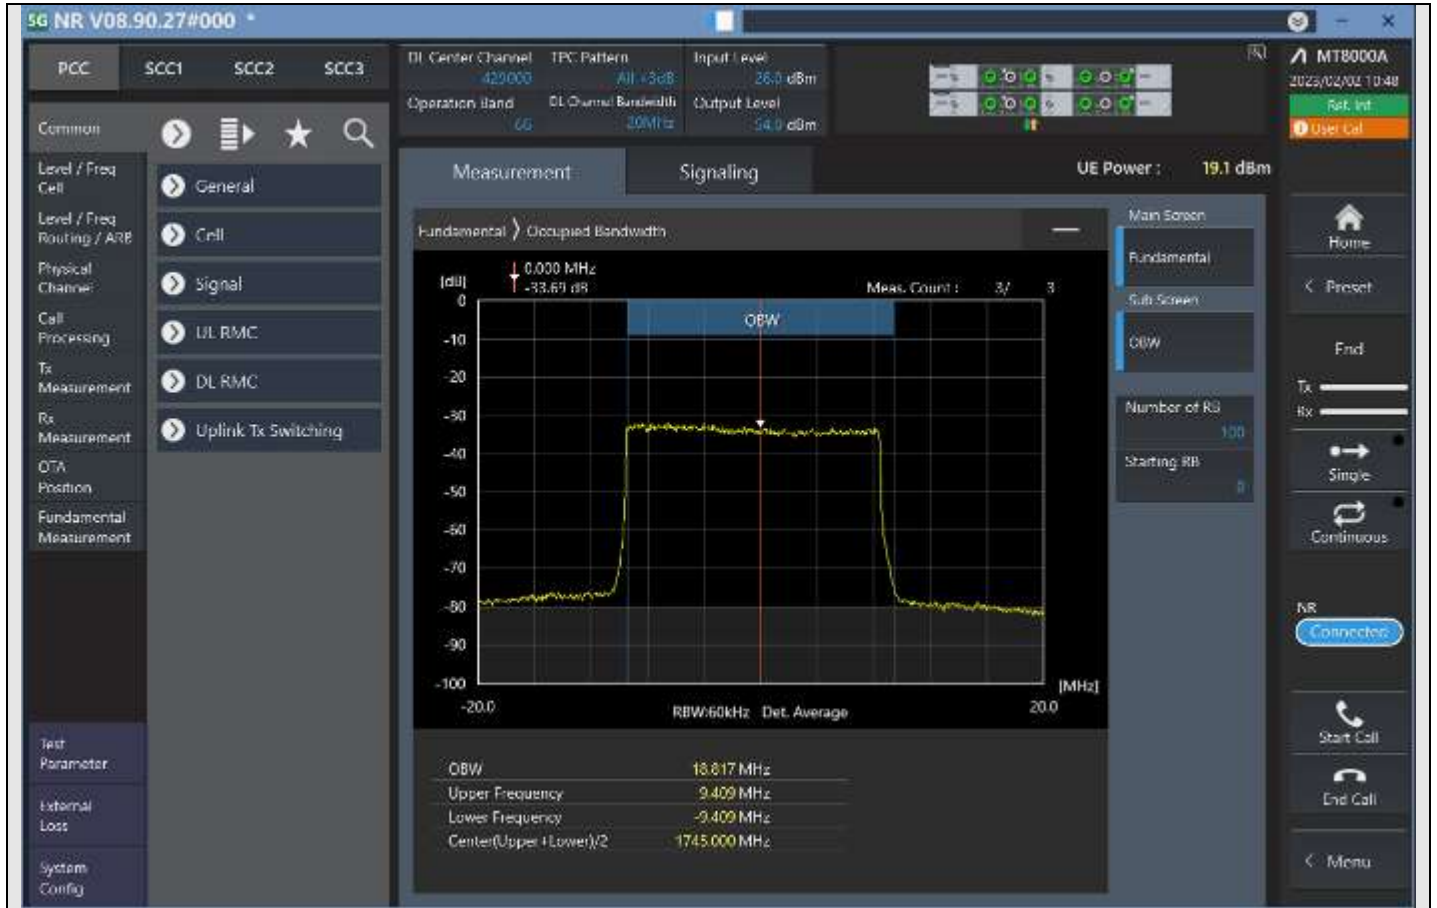 5G NR V08.90.27#000 *
PCC SCC1 SCC2 SCC3
DL Center Channel 429000
TPC Pattern All +3dB
Input Level 26.0 dBm
Operation Band 66
DL Channel Bandwidth 20MHz
Output Level 54.0 dBm
MT8000A
2023/02/02 10:48
Ref. Int
User Cal
Common
Level / Freq
Cell
Level / Freq
Routing / ARB
Physical
Channel
Call
Processing
Tx
Measurement
Rx
Measurement
OTA
Position
Fundamental
Measurement
Test
Parameter
External
Loss
System
Config
General
Cell
Signal
UL RMC
DL RMC
Uplink Tx Switching
Measurement Signaling
UE Power : 19.1 dBm
Fundamental Occupied Bandwidth
[dB]
0.000 MHz
-33.69 dB
Meas. Count : 3/ 3
OBW
0
-10
-20
-30
-40
-50
-60
-70
-80
-90
-100
[MHz]
-20.0
RBW:60kHz Det. Average
20.0
OBW 18.817 MHz
Upper Frequency 9.409 MHz
Lower Frequency -9.409 MHz
Center(Upper+Lower)/2 1745.000 MHz
Main Screen
Fundamental
Sub Screen
OBW
Number of RB
100
Starting RB
0
Home
< Preset
End
Tx
Rx
Single
Continuous
NR
Connected
Start Call
End Call
< Menu